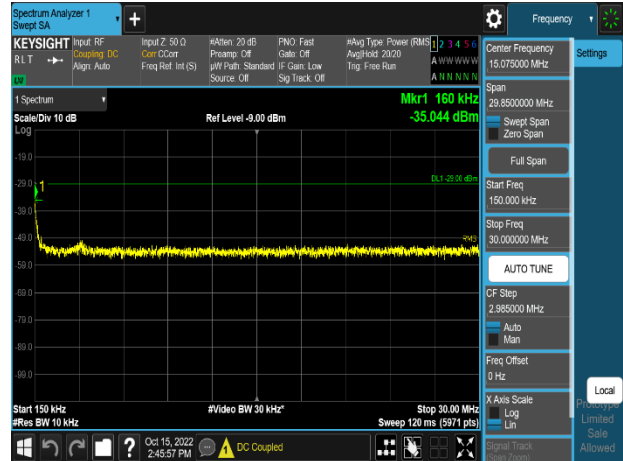 Spectrum Analyzer 1
Swept SA
+
Frequency
KEYSIGHT
RLT
LW
Input: RF
Coupling: DC
Align: Auto
Input Z: 50 Ω
Corr CCorr
Freq Ref: Int (S)
#Atten: 20 dB
Preamp: Off
µW Path: Standard
Source: Off
PNO: Fast
Gate: Off
IF Gain: Low
Sig Track: Off
#Avg Type: Power (RMS)
Avg|Hold: 20/20
Trig: Free Run
1 2 3 4 5 6
A WWWWW
A N N N N N
Center Frequency
15.075000 MHz
Settings
1 Spectrum
Mkr1 160 kHz
Scale/Div 10 dB
Ref Level -9.00 dBm
-35.044 dBm
Log
-19.0
-29.0
-39.0
-49.0
-59.0
-69.0
-79.0
-89.0
-99.0
1
DL1 -29.00 dBm
RMS
Start 150 kHz
#Video BW 30 kHz*
Stop 30.00 MHz
#Res BW 10 kHz
Sweep 120 ms (5971 pts)
Span
29.8500000 MHz
Swept Span
Zero Span
Full Span
Start Freq
150.000 kHz
Stop Freq
30.000000 MHz
AUTO TUNE
CF Step
2.985000 MHz
Auto
Man
Freq Offset
0 Hz
X Axis Scale
Log
Lin
Signal Track
(Span Zoom)
Local
Prototype
Limited
Sale
Allowed
?
Oct 15, 2022
2:45:57 PM
DC Coupled